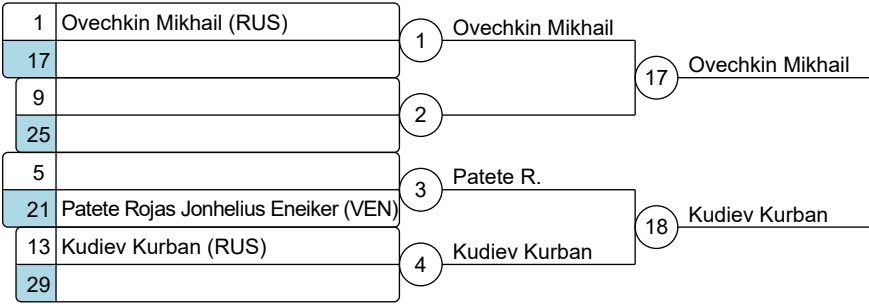 1 Ovechkin Mikhail (RUS)
17
9
25
5
21 Patete Rojas Jonhelius Eneiker (VEN)
13 Kudiev Kurban (RUS)
29
1 Ovechkin Mikhail
2
3 Patete R.
4 Kudiev Kurban
17 Ovechkin Mikhail
18 Kudiev Kurban